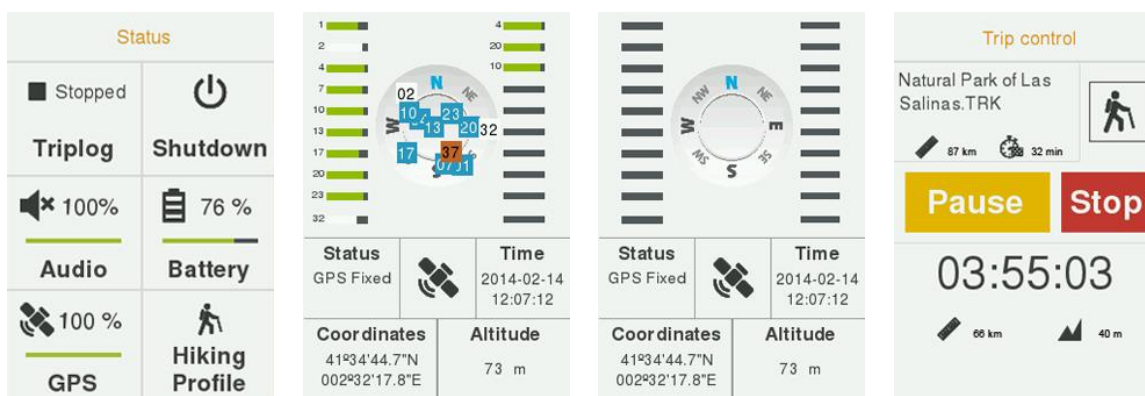 Status
Stopped
Triplog
Shutdown
100%
Audio
76 %
Battery
100 %
GPS
Hiking
Profile
1
2
4
7
10
13
17
20
23
32
4
20
10
N
NE
W
S
02
10
13
23
20
32
17
37
07
01
Status
GPS Fixed
Time
2014-02-14
12:07:12
Coordinates
41º34'44.7"N
002º32'17.8"E
Altitude
73 m
N
NE
E
SE
S
SW
W
NW
Status
GPS Fixed
Time
2014-02-14
12:07:12
Coordinates
41º34'44.7"N
002º32'17.8"E
Altitude
73 m
Trip control
Natural Park of Las
Salinas.TRK
87 km
32 min
Pause
Stop
03:55:03
66 km
40 m